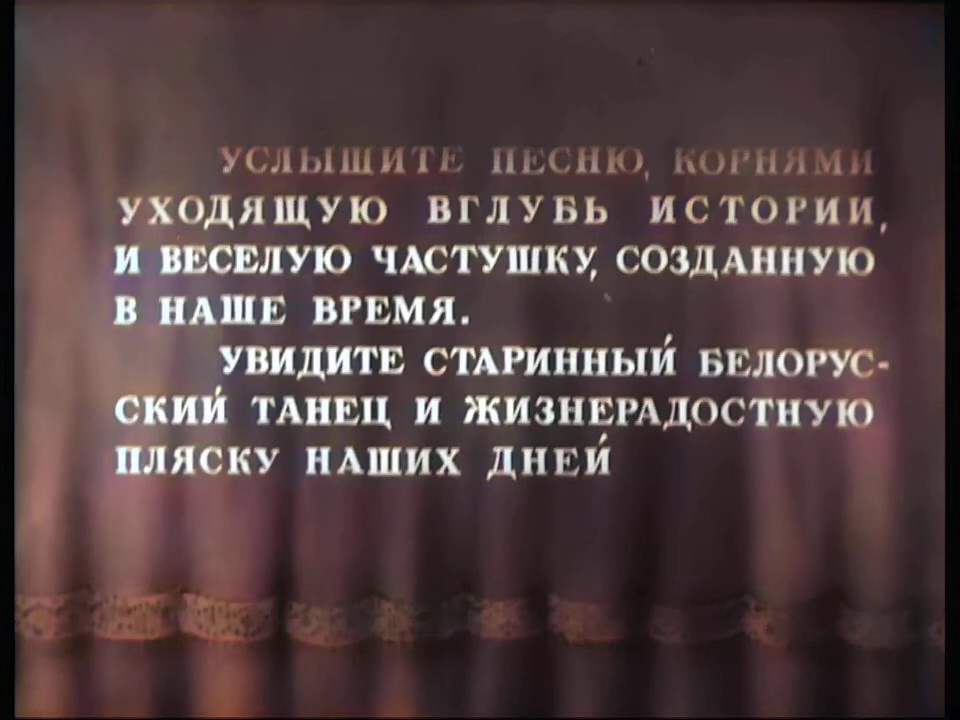 УСЛЫШИТЕ ПЕСНЮ, КОРНЯМИ
УХОДЯЩУЮ ВГЛУБЬ ИСТОРИИ,
И ВЕСЕЛУЮ ЧАСТУШКУ, СОЗДАННУЮ
В НАШЕ ВРЕМЯ.
УВИДИТЕ СТАРИННЫЙ БЕЛОРУС-
СКИЙ ТАНЕЦ И ЖИЗНЕРАДОСТНУЮ
ПЛЯСКУ НАШИХ ДНЕЙ